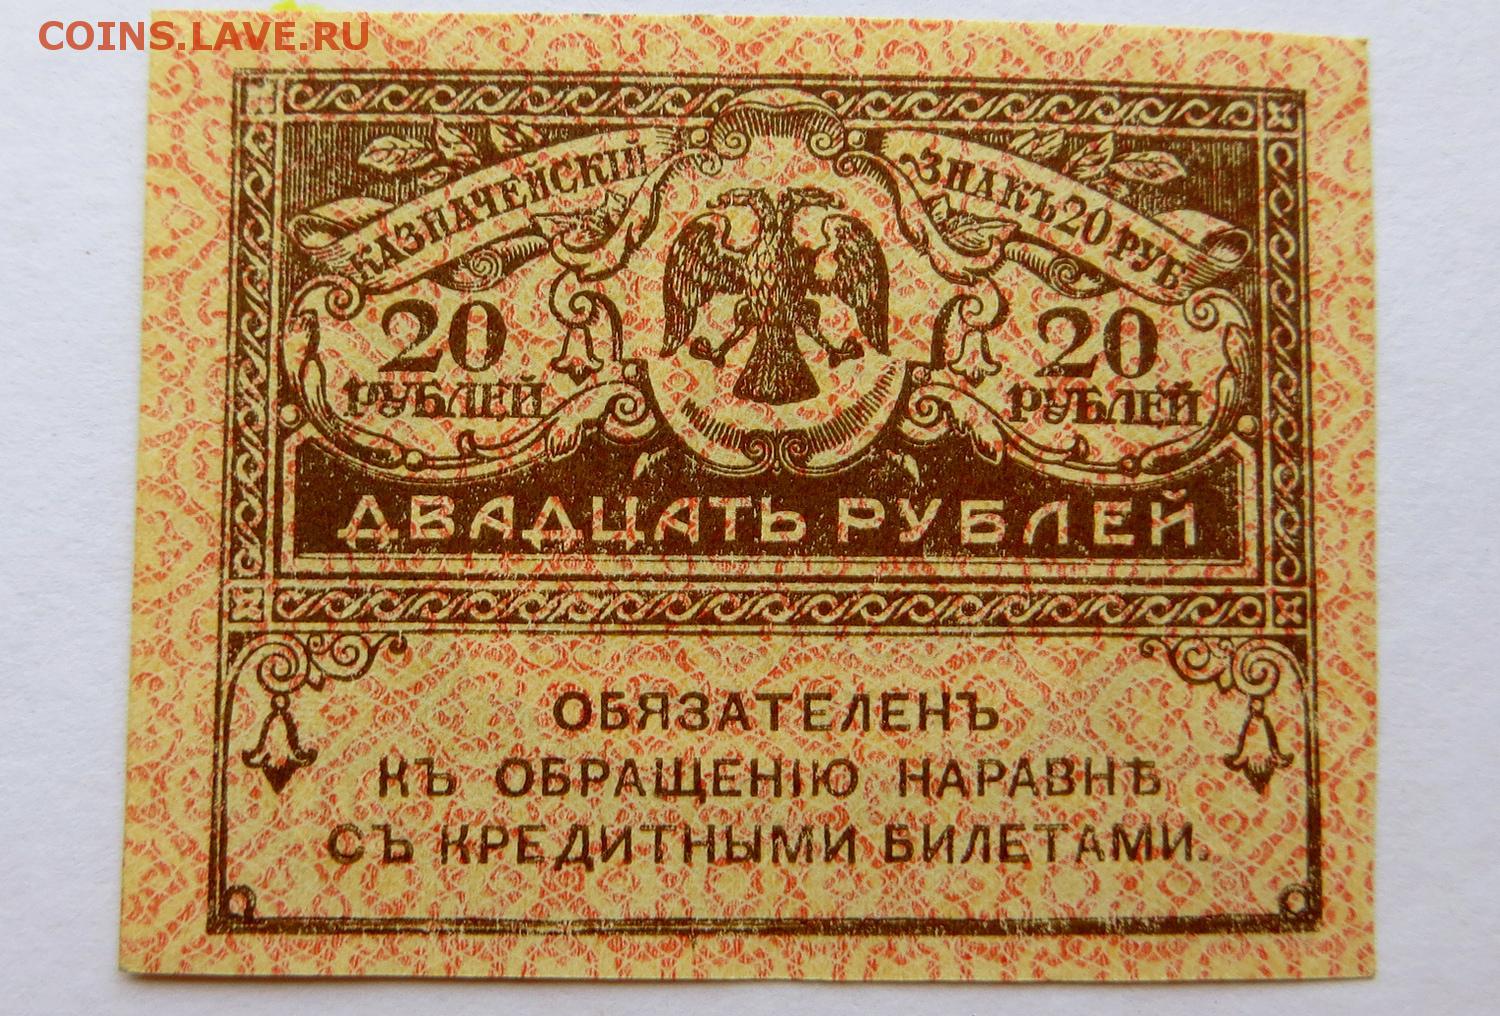 COINS.LAVE.RU
КАЗНАЧЕЙСКІЙ ЗНАКЪ 20 РУБ.
20 20
РУБЛЕЙ РУБЛЕЙ
ДВАДЦАТЬ РУБЛЕЙ
ОБЯЗАТЕЛЕНЪ
КЪ ОБРАЩЕНІЮ НАРАВНѢ
СЪ КРЕДИТНЫМИ БИЛЕТАМИ.